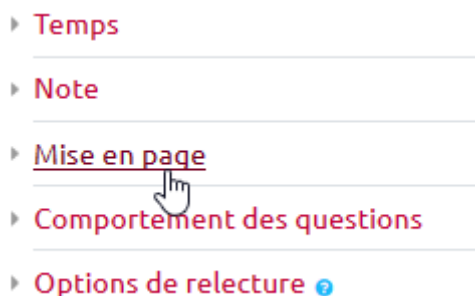 Temps
Note
Mise en page
Comportement des questions
Options de relecture ?